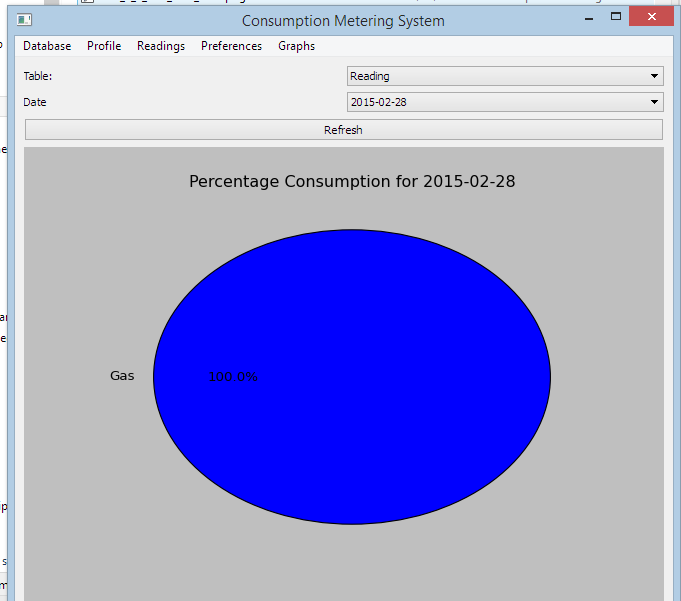 Consumption Metering System
Database Profile Readings Preferences Graphs
Table: Reading
Date 2015-02-28
Refresh
Percentage Consumption for 2015-02-28
Gas 100.0%